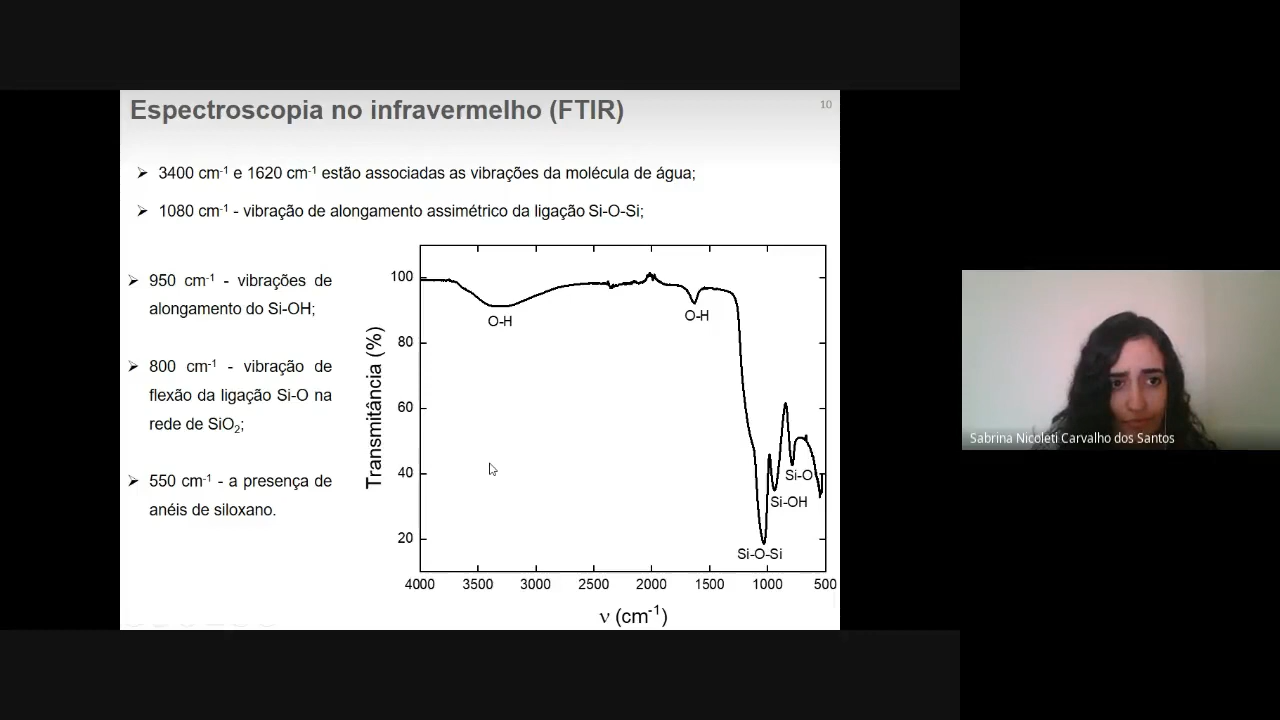 Espectroscopia no infravermelho (FTIR)
10
➢ 3400 cm⁻¹ e 1620 cm⁻¹ estão associadas as vibrações da molécula de água;
➢ 1080 cm⁻¹ - vibração de alongamento assimétrico da ligação Si-O-Si;
➢ 950 cm⁻¹ - vibrações de
alongamento do Si-OH;
➢ 800 cm⁻¹ - vibração de
flexão da ligação Si-O na
rede de SiO₂;
➢ 550 cm⁻¹ - a presença de
anéis de siloxano.
Transmitância (%)
100
80
60
40
20
O-H
O-H
Si-O
Si-OH
Si-O-Si
4000 3500 3000 2500 2000 1500 1000 500
ν (cm⁻¹)
Sabrina Nicoleti Carvalho dos Santos